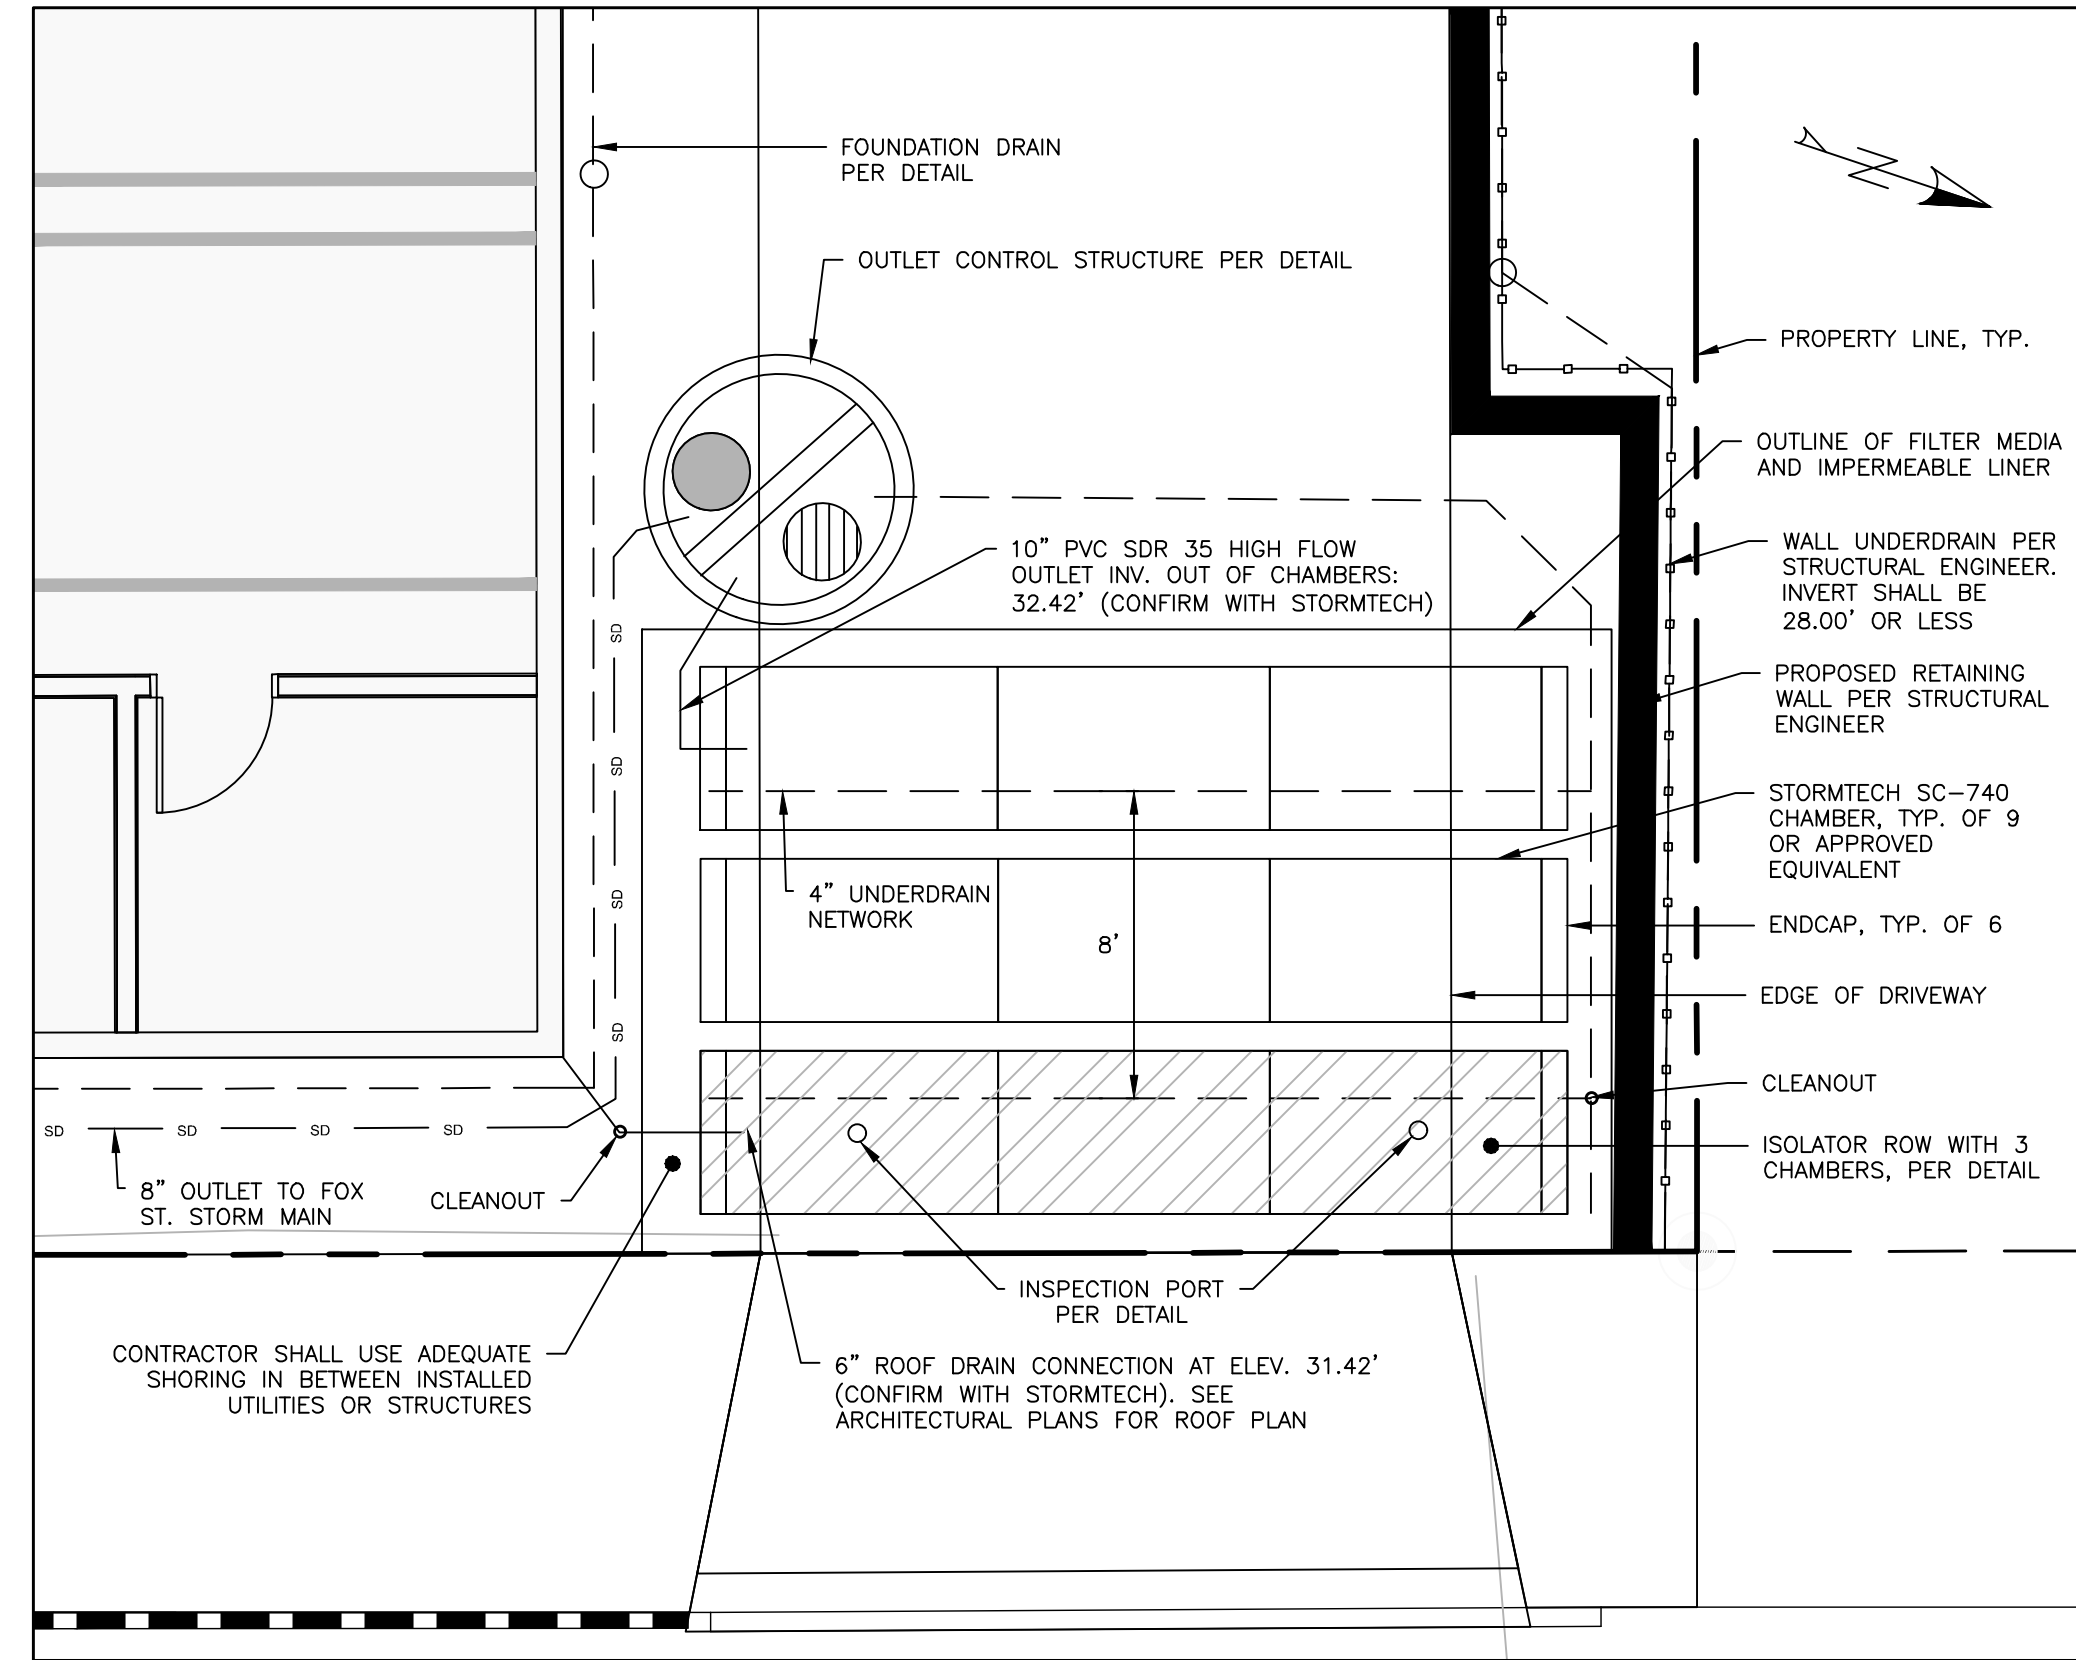 FOUNDATION DRAIN
PER DETAIL
OUTLET CONTROL STRUCTURE PER DETAIL
PROPERTY LINE, TYP.
OUTLINE OF FILTER MEDIA
AND IMPERMEABLE LINER
10” PVC SDR 35 HIGH FLOW
OUTLET INV. OUT OF CHAMBERS:
32.42’ (CONFIRM WITH STORMTECH)
WALL UNDERDRAIN PER
STRUCTURAL ENGINEER.
INVERT SHALL BE
28.00’ OR LESS
PROPOSED RETAINING
WALL PER STRUCTURAL
ENGINEER
STORMTECH SC-740
CHAMBER, TYP. OF 9
OR APPROVED
EQUIVALENT
4” UNDERDRAIN
NETWORK
8’
ENDCAP, TYP. OF 6
EDGE OF DRIVEWAY
CLEANOUT
ISOLATOR ROW WITH 3
CHAMBERS, PER DETAIL
SD
SD
SD
SD
SD
SD
SD
SD
8” OUTLET TO FOX
ST. STORM MAIN
CLEANOUT
INSPECTION PORT
PER DETAIL
CONTRACTOR SHALL USE ADEQUATE
SHORING IN BETWEEN INSTALLED
UTILITIES OR STRUCTURES
6” ROOF DRAIN CONNECTION AT ELEV. 31.42’
(CONFIRM WITH STORMTECH). SEE
ARCHITECTURAL PLANS FOR ROOF PLAN
N